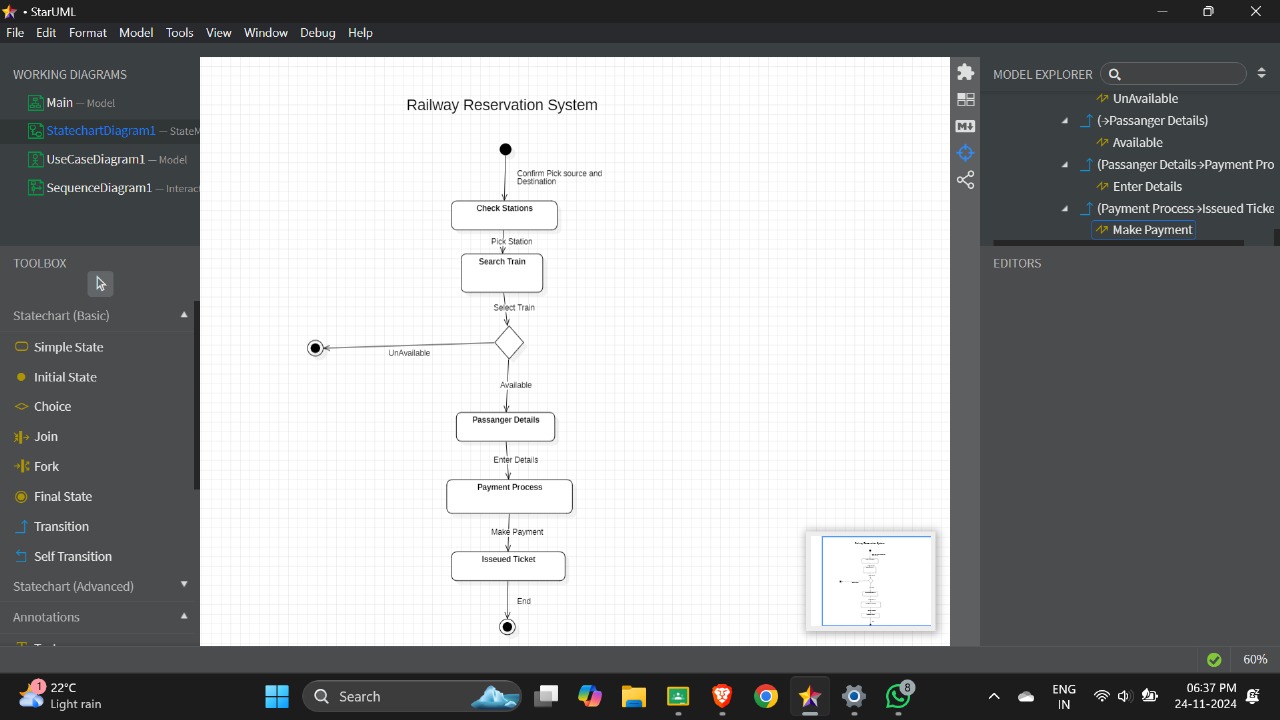 • StarUML
File Edit Format Model Tools View Window Debug Help
WORKING DIAGRAMS
Main — Model
StatechartDiagram1 — StateM
UseCaseDiagram1 — Model
SequenceDiagram1 — Interac
TOOLBOX
Statechart (Basic)
Simple State
Initial State
Choice
Join
Fork
Final State
Transition
Self Transition
Statechart (Advanced)
Annotations
Railway Reservation System
Confirm Pick source and
Destination
Check Stations
Pick Station
Search Train
Select Train
UnAvailable
Available
Passanger Details
Enter Details
Payment Process
Make Payment
Isseued Ticket
End
MODEL EXPLORER
UnAvailable
(→Passanger Details)
Available
(Passanger Details→Payment Pro
Enter Details
(Payment Process→Isseued Ticke
Make Payment
EDITORS
60%
1
22°C
Light rain
Search
8
ENG
IN
06:37 PM
24-11-2024